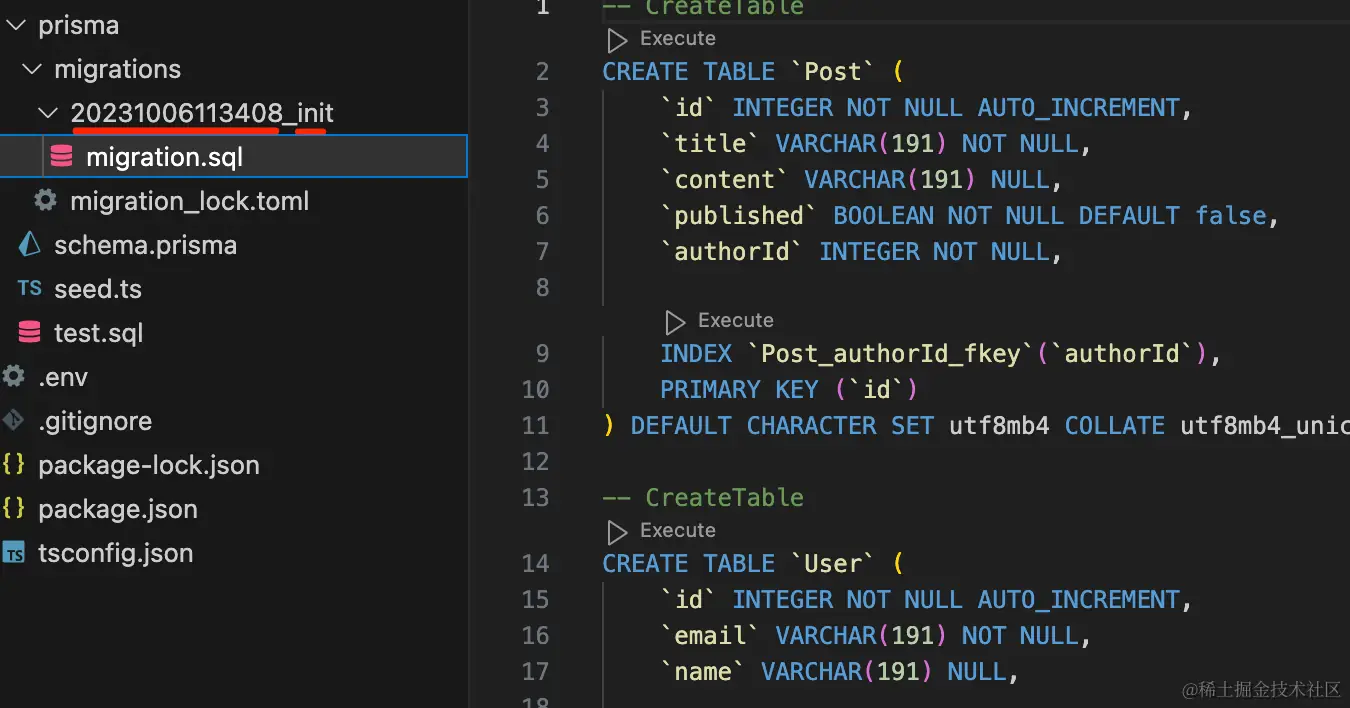 prisma
migrations
20231006113408_init
migration.sql
migration_lock.toml
schema.prisma
TS seed.ts
test.sql
.env
.gitignore
{} package-lock.json
{} package.json
TS tsconfig.json
1 -- CreateTable
Execute
2 CREATE TABLE `Post` (
3 `id` INTEGER NOT NULL AUTO_INCREMENT,
4 `title` VARCHAR(191) NOT NULL,
5 `content` VARCHAR(191) NULL,
6 `published` BOOLEAN NOT NULL DEFAULT false,
7 `authorId` INTEGER NOT NULL,
8
Execute
9 INDEX `Post_authorId_fkey`(`authorId`),
10 PRIMARY KEY (`id`)
11 ) DEFAULT CHARACTER SET utf8mb4 COLLATE utf8mb4_unic
12
13 -- CreateTable
Execute
14 CREATE TABLE `User` (
15 `id` INTEGER NOT NULL AUTO_INCREMENT,
16 `email` VARCHAR(191) NOT NULL,
17 `name` VARCHAR(191) NULL,
18
@稀土掘金技术社区